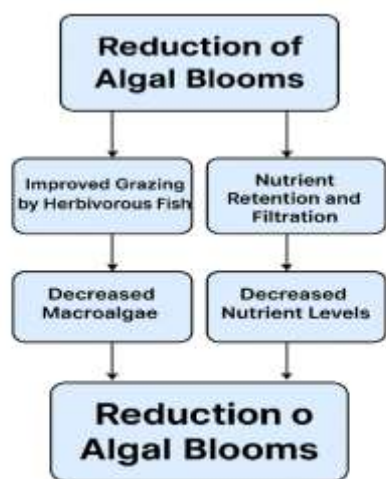 Reduction of
Algal Blooms
Improved Grazing
by Herbivorous Fish
Nutrient
Retention and
Filtration
Decreased
Macroalgae
Decreased
Nutrient Levels
Reduction o
Algal Blooms